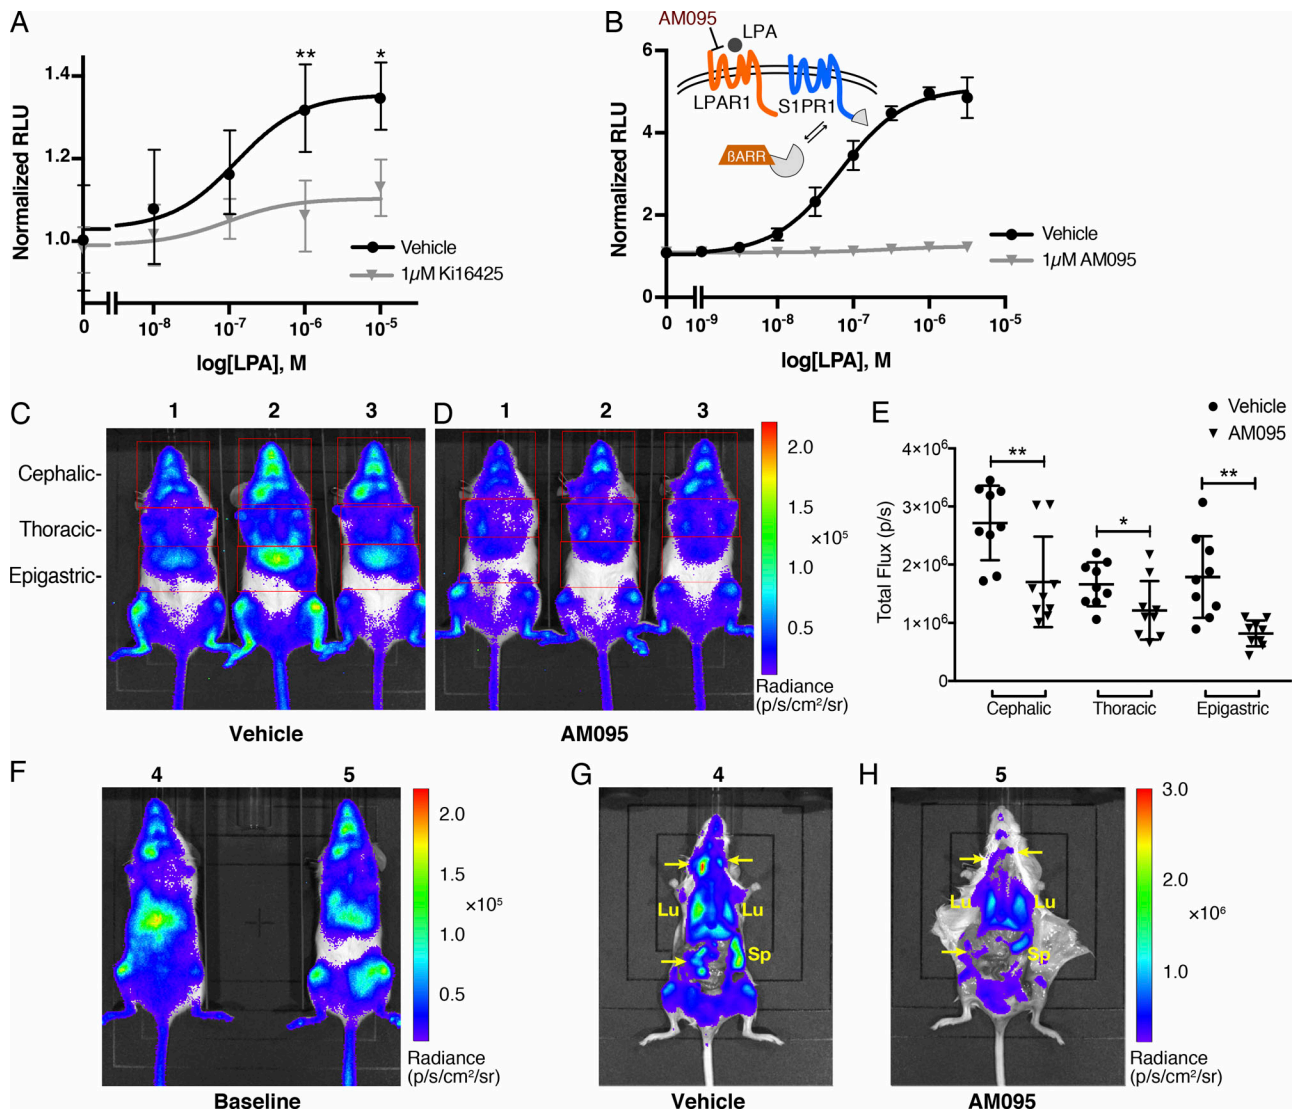 A
1.4
1.2
1.0
Normalized RLU
**
*
Vehicle
1µM Ki16425
0
10-8
10-7
10-6
10-5
log[LPA], M
B
6
4
2
0
Normalized RLU
AM095
LPA
LPAR1
S1PR1
ßARR
Vehicle
1µM AM095
0
10-9
10-8
10-7
10-6
10-5
log[LPA], M
C
1
2
3
Cephalic-
Thoracic-
Epigastric-
Vehicle
D
1
2
3
AM095
2.0
1.5
×10⁵
1.0
0.5
Radiance
(p/s/cm²/sr)
E
Vehicle
AM095
4×10⁶
3×10⁶
2×10⁶
1×10⁶
0
Total Flux (p/s)
**
*
**
Cephalic
Thoracic
Epigastric
F
4
5
Baseline
2.0
1.5
×10⁵
1.0
0.5
Radiance
(p/s/cm²/sr)
G
4
Lu
Lu
Sp
Vehicle
H
5
Lu
Lu
Sp
AM095
3.0
2.0
×10⁶
1.0
Radiance
(p/s/cm²/sr)